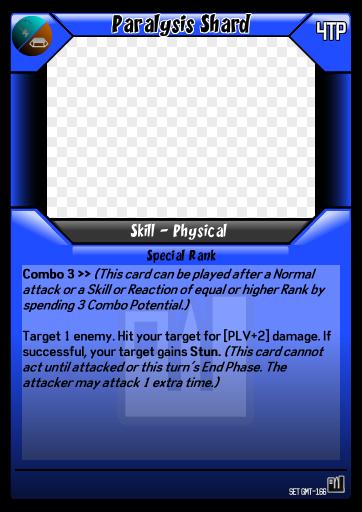 Paralysis Shard
4TP
Skill - Physical
Special Rank
Combo 3 >> (This card can be played after a Normal
attack or a Skill or Reaction of equal or higher Rank by
spending 3 Combo Potential.)
Target 1 enemy. Hit your target for [PLV+2] damage. If
successful, your target gains Stun. (This card cannot
act until attacked or this turn's End Phase. The
attacker may attack 1 extra time.)
SET GMT-166